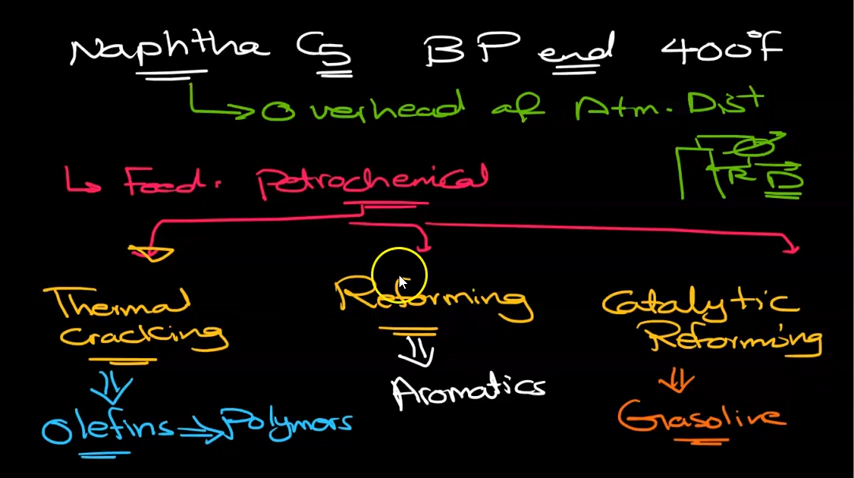 Naphtha C5 BP end 400°F
Overhead of Atm. Dist
R D
Feed. Petrochemical
Thermal Cracking
Reforming
Catalytic Reforming
Aromatics
Gasoline
Olefins ⇒ Polymers